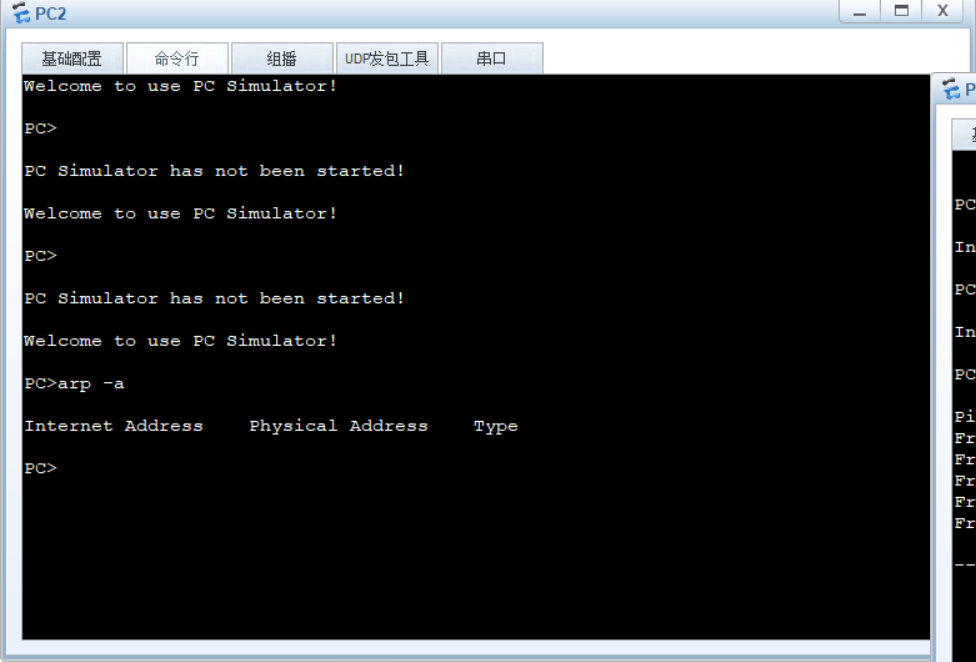 PC2
基础配置 命令行 组播 UDP发包工具 串口
Welcome to use PC Simulator!
PC>
PC Simulator has not been started!
Welcome to use PC Simulator!
PC>
PC Simulator has not been started!
Welcome to use PC Simulator!
PC>arp -a
Internet Address Physical Address Type
PC>
P
PC
In
PC
In
PC
Pi
Fr
Fr
Fr
Fr
Fr
--